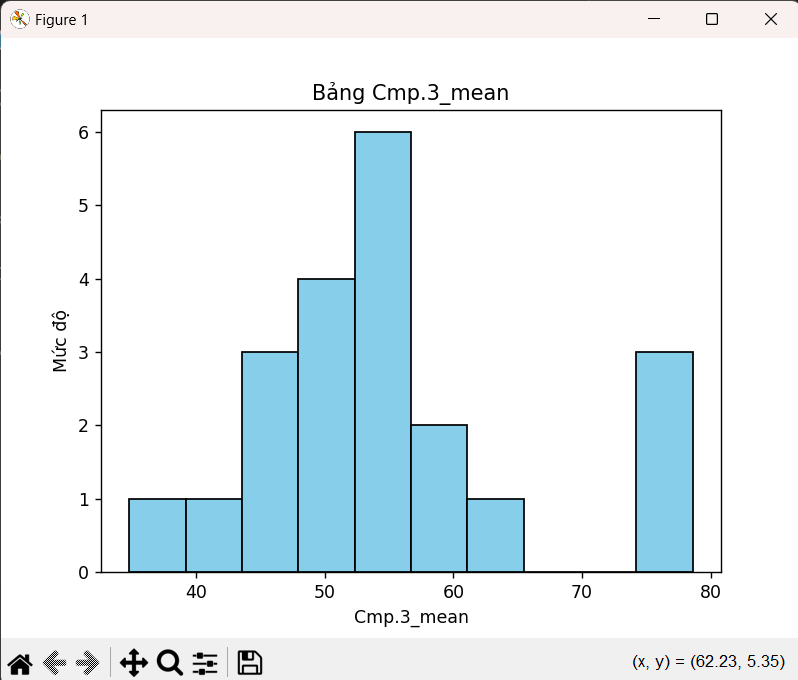 Figure 1
Bảng Cmp.3_mean
6
5
4
3
2
1
0
Mức độ
40 50 60 70 80
Cmp.3_mean
(x, y) = (62.23, 5.35)